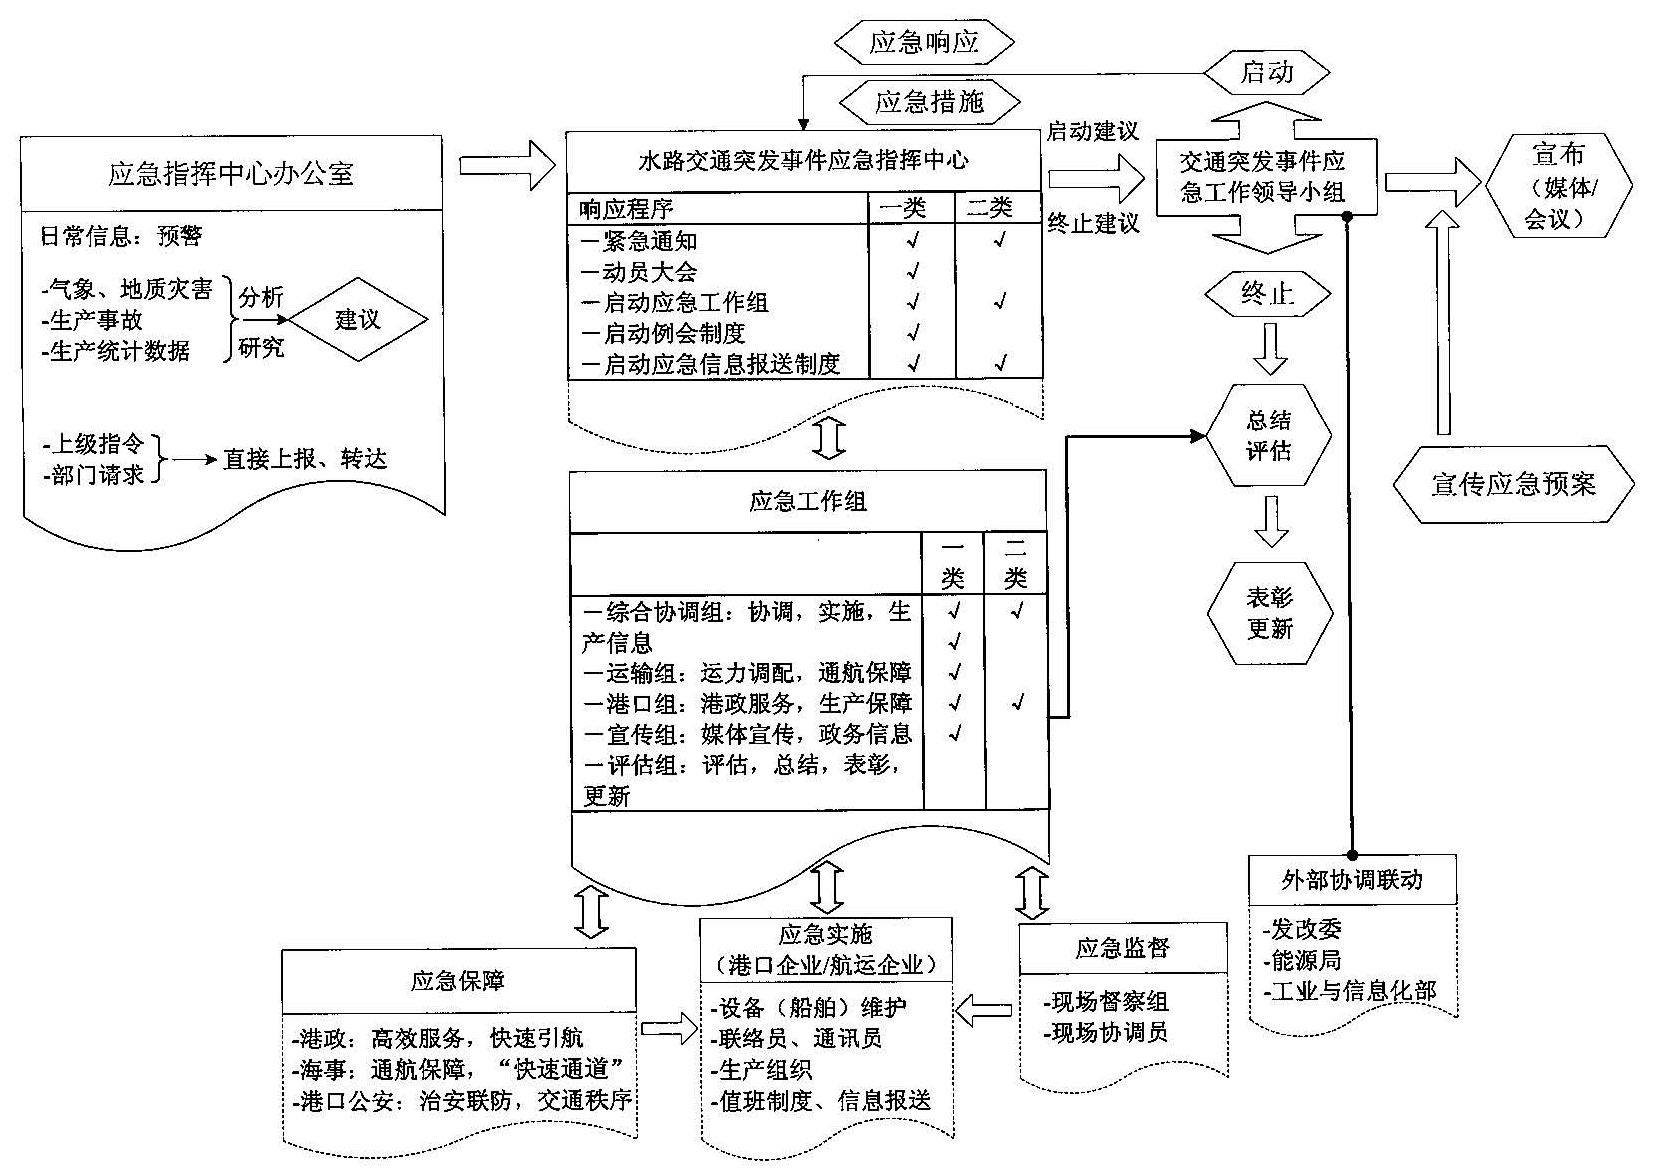 应急响应
启动
应急措施
应急指挥中心办公室
日常信息：预警
-气象、地质灾害
-生产事故
-生产统计数据
分析
研究
建议
-上级指令
-部门请求
直接上报、转达
水路交通突发事件应急指挥中心
响应程序 一类 二类
－紧急通知 √ √
－动员大会 √
－启动应急工作组 √ √
－启动例会制度 √
－启动应急信息报送制度 √ √
启动建议
终止建议
交通突发事件应
急工作领导小组
宣布
（媒体/
会议）
终止
总结
评估
宣传应急预案
表彰
更新
应急工作组
一 二
类 类
－综合协调组：协调，实施，生 √ √
产信息 √
－运输组：运力调配，通航保障 √
－港口组：港政服务，生产保障 √ √
－宣传组：媒体宣传，政务信息 √
－评估组：评估，总结，表彰，
更新
外部协调联动
-发改委
-能源局
-工业与信息化部
应急保障
-港政：高效服务，快速引航
-海事：通航保障，“快速通道”
-港口公安：治安联防，交通秩序
应急实施
（港口企业/航运企业）
-设备（船舶）维护
-联络员、通讯员
-生产组织
-值班制度、信息报送
应急监督
-现场督察组
-现场协调员